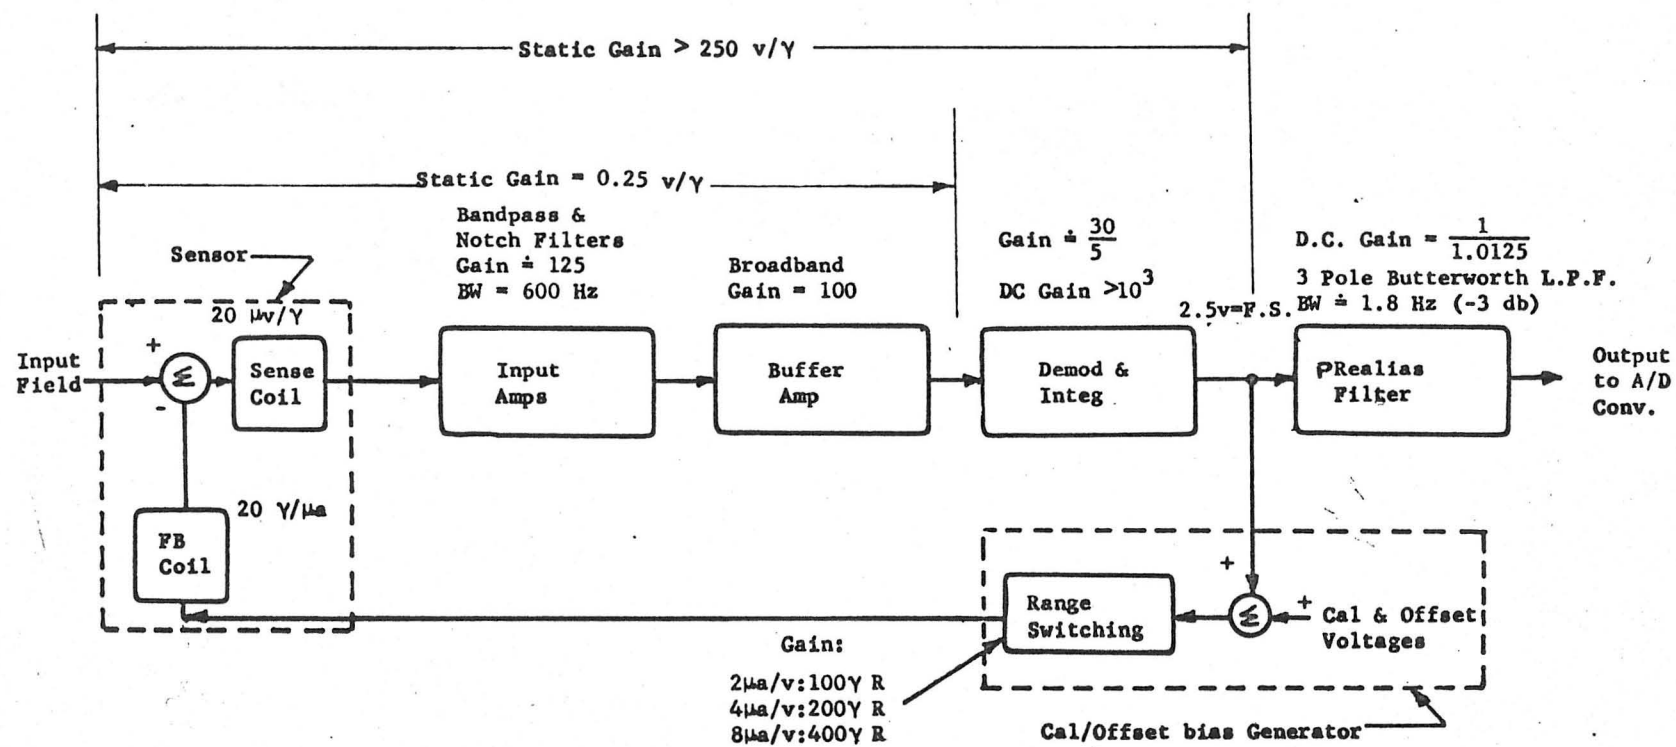 Static Gain > 250 v/γ
Static Gain = 0.25 v/γ
Bandpass &
Notch Filters
Gain ≐ 125
BW = 600 Hz
Broadband
Gain = 100
Gain ≐ 30/5
DC Gain >10³
D.C. Gain = 1/1.0125
3 Pole Butterworth L.P.F.
BW ≐ 1.8 Hz (-3 db)
2.5v=F.S.
Sensor
20 μv/γ
+
Input
Field
Σ
-
Sense
Coil
Input
Amps
Buffer
Amp
Demod &
Integ
PRealias
Filter
Output
to A/D
Conv.
20 γ/μa
FB
Coil
Range
Switching
+
Σ
+
Cal & Offset
Voltages
Gain:
2μa/v:100γ R
4μa/v:200γ R
8μa/v:400γ R
Cal/Offset bias Generator